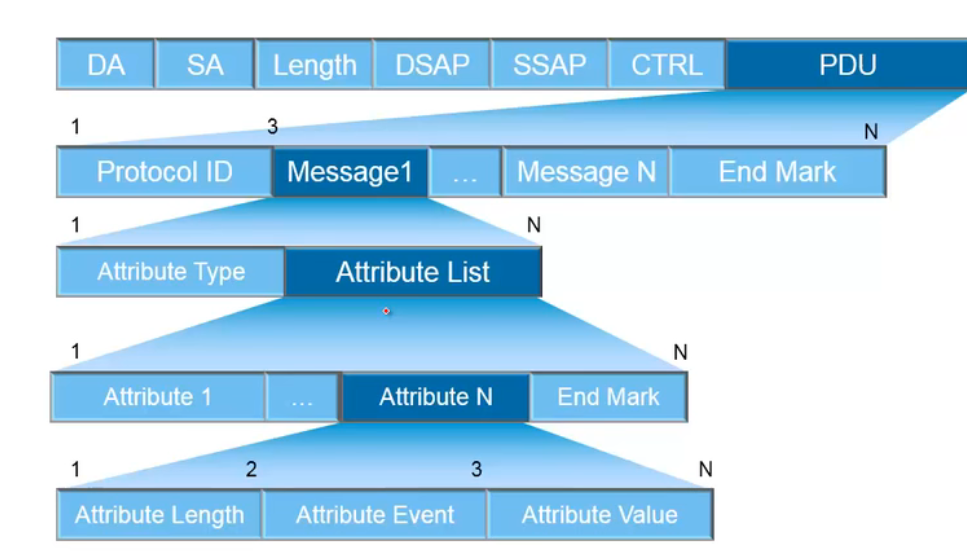 DA SA Length DSAP SSAP CTRL PDU
1 3 N
Protocol ID Message1 ... Message N End Mark
1 N
Attribute Type Attribute List
1 N
Attribute 1 ... Attribute N End Mark
1 2 3 N
Attribute Length Attribute Event Attribute Value